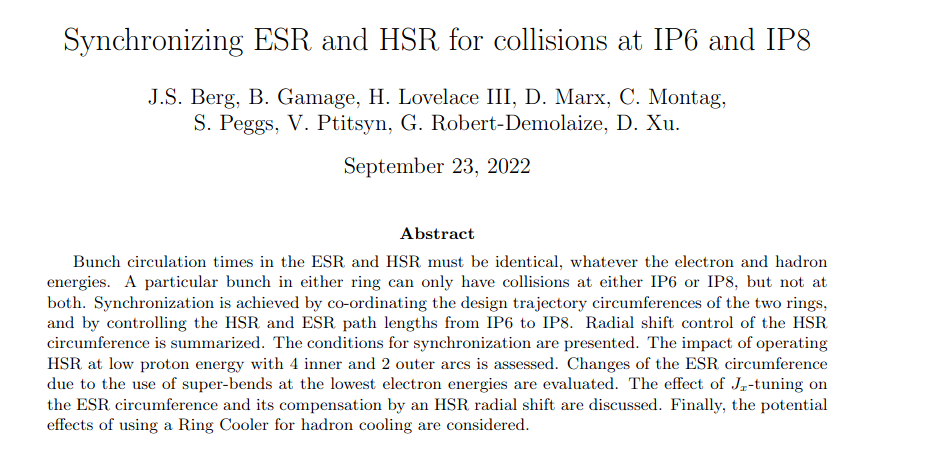 Synchronizing ESR and HSR for collisions at IP6 and IP8
J.S. Berg, B. Gamage, H. Lovelace III, D. Marx, C. Montag,
S. Peggs, V. Ptitsyn, G. Robert-Demolaize, D. Xu.
September 23, 2022
Abstract
Bunch circulation times in the ESR and HSR must be identical, whatever the electron and hadron
energies. A particular bunch in either ring can only have collisions at either IP6 or IP8, but not at
both. Synchronization is achieved by co-ordinating the design trajectory circumferences of the two rings,
and by controlling the HSR and ESR path lengths from IP6 to IP8. Radial shift control of the HSR
circumference is summarized. The conditions for synchronization are presented. The impact of operating
HSR at low proton energy with 4 inner and 2 outer arcs is assessed. Changes of the ESR circumference
due to the use of super-bends at the lowest electron energies are evaluated. The effect of Jx-tuning on
the ESR circumference and its compensation by an HSR radial shift are discussed. Finally, the potential
effects of using a Ring Cooler for hadron cooling are considered.